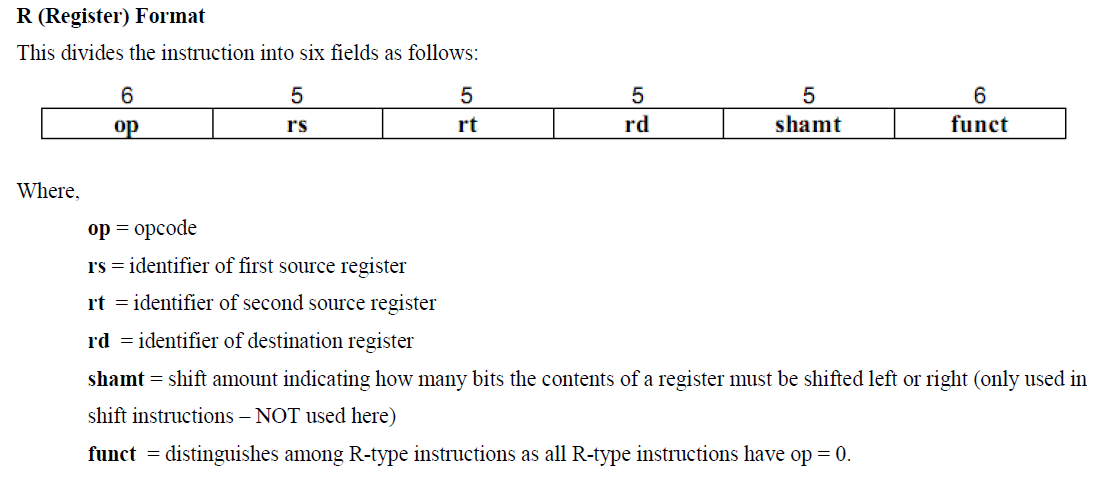 R (Register) Format
This divides the instruction into six fields as follows:
6 5 5 5 5 6
op rs rt rd shamt funct
Where,
op = opcode
rs = identifier of first source register
rt = identifier of second source register
rd = identifier of destination register
shamt = shift amount indicating how many bits the contents of a register must be shifted left or right (only used in
shift instructions – NOT used here)
funct = distinguishes among R-type instructions as all R-type instructions have op = 0.